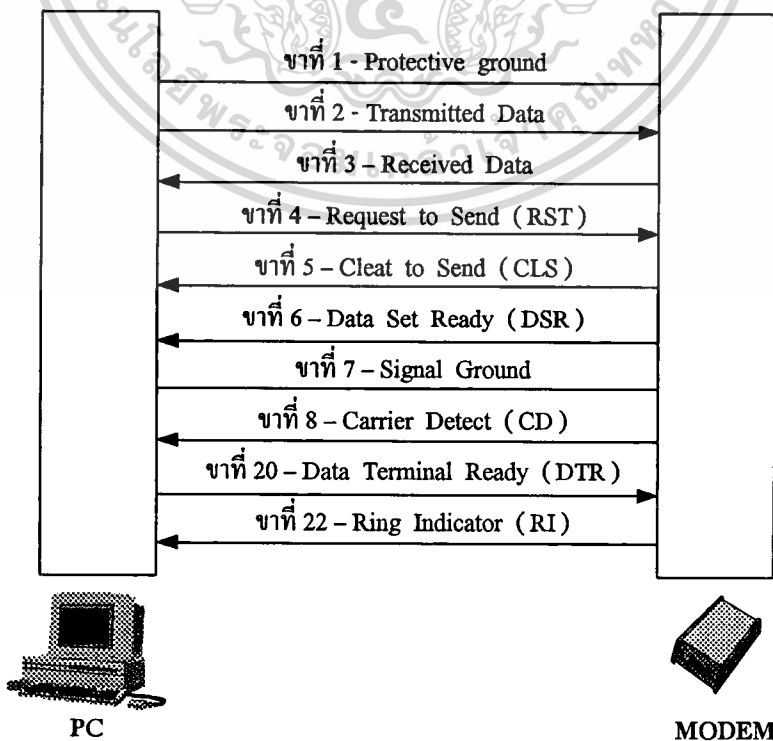 ขาที่ 1 - Protective ground
ขาที่ 2 - Transmitted Data
ขาที่ 3 – Received Data
ขาที่ 4 – Request to Send ( RST )
ขาที่ 5 – Cleat to Send ( CLS )
ขาที่ 6 – Data Set Ready ( DSR )
ขาที่ 7 – Signal Ground
ขาที่ 8 – Carrier Detect ( CD )
ขาที่ 20 – Data Terminal Ready ( DTR )
ขาที่ 22 – Ring Indicator ( RI )
PC
MODEM